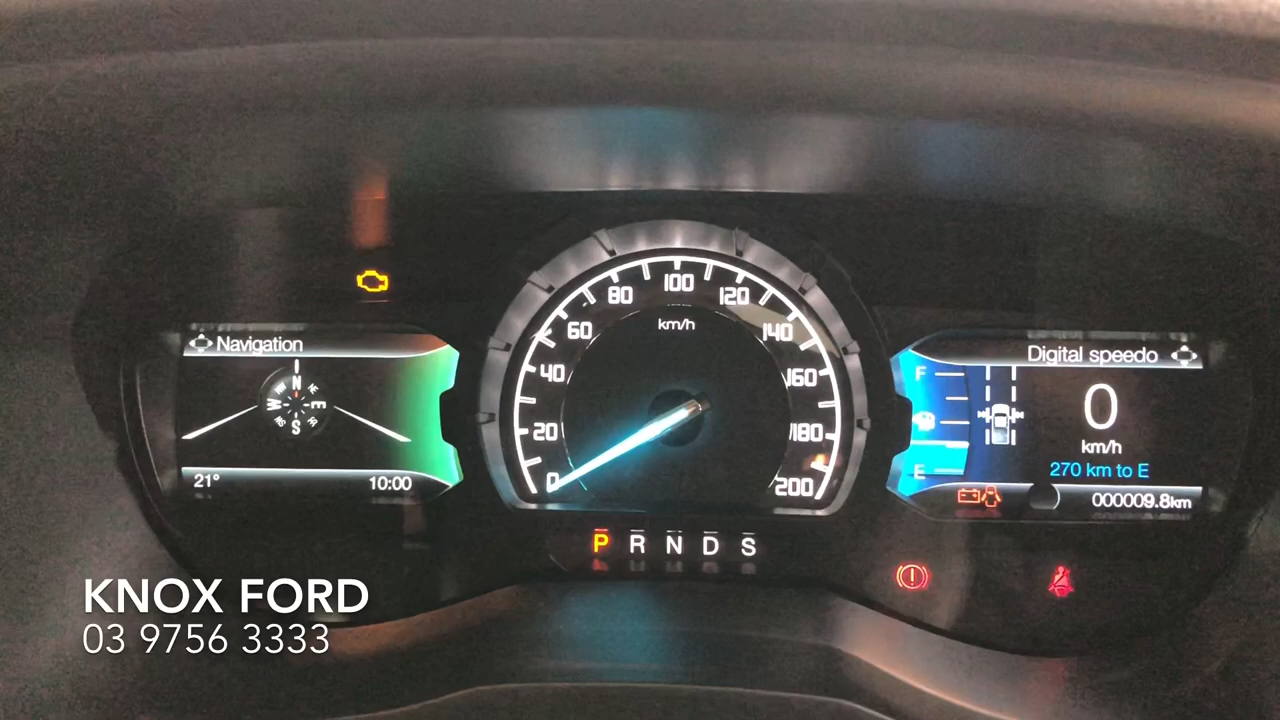 Navigation
N
NE
E
S
W
21°
10:00
0
20
40
60
80
100
120
140
160
180
200
km/h
P R N D S
Digital speedo
F
E
0
km/h
270 km to E
000009.8km
KNOX FORD
03 9756 3333